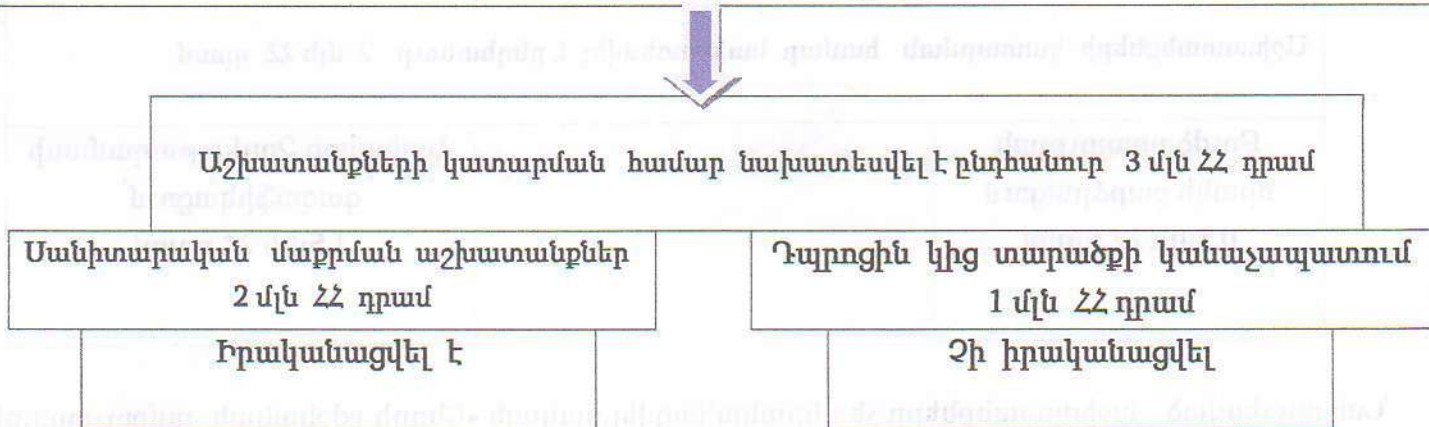 Աշխատանքների կատարման համար նախատեսվել է ընդհանուր 3 մլն ՀՀ դրամ
Սանիտարական մաքրման աշխատանքներ
2 մլն ՀՀ դրամ
Իրականացվել է
Դպրոցին կից տարածքի կանաչապատում
1 մլն ՀՀ դրամ
Չի իրականացվել